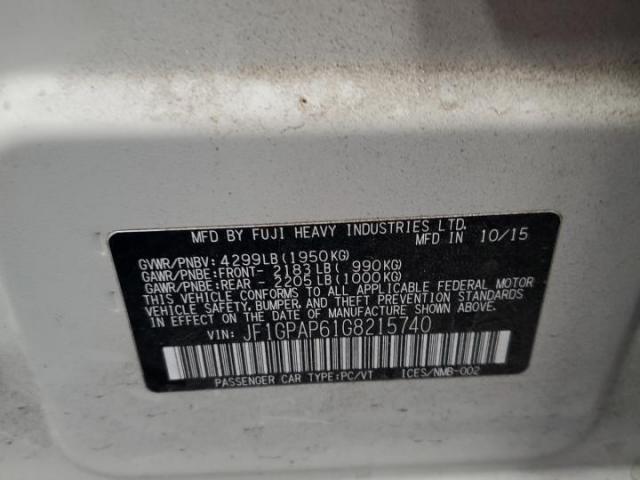 MFD BY FUJI HEAVY INDUSTRIES LTD.
MFD IN 10/15
GVWR/PNBV: 4299LB (1950KG)
GAWR/PNBE:FRONT- 2183LB( 990KG)
GAWR/PNBE:REAR - 2205LB(1000KG)
THIS VEHICLE CONFORMS TO ALL APPLICABLE FEDERAL MOTOR
VEHICLE SAFETY, BUMPER, AND THEFT PREVENTION STANDARDS
IN EFFECT ON THE DATE OF MANUFACTURE SHOWN ABOVE.
VIN: JF1GPAP61G8215740
PASSENGER CAR TYPE:PC/VT ICES/NMB-002